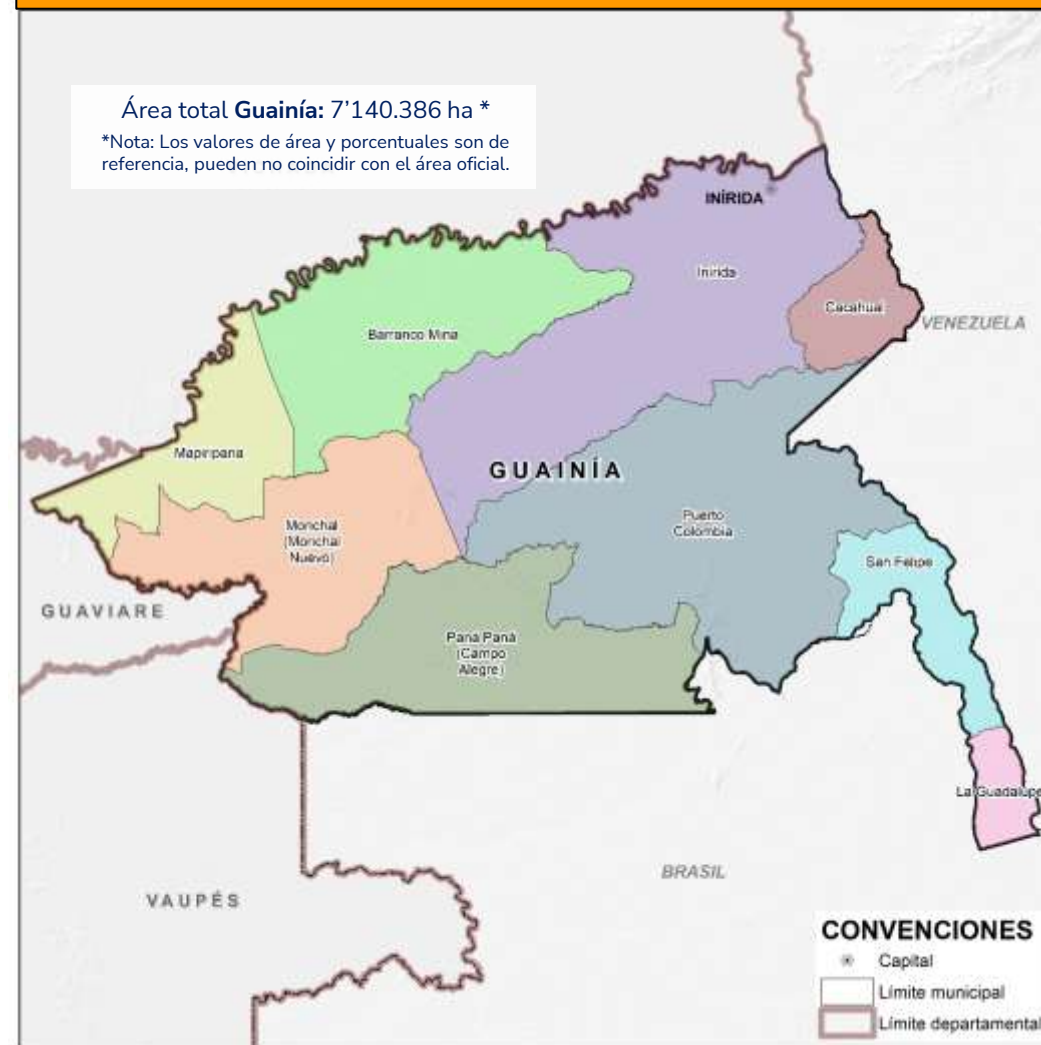 Área total Guainía: 7’140.386 ha *
*Nota: Los valores de área y porcentuales son de
referencia, pueden no coincidir con el área oficial.
INÍRIDA
Inirida
Cacahual
VENEZUELA
Barranco Mina
Mapiripana
GUAINÍA
Puerto
Colombia
Morichal
(Morichal
Nuevo)
San Felipe
GUAVIARE
Paná Paná
(Campo
Alegre)
La Guadalupe
BRASIL
VAUPÉS
CONVENCIONES
Capital
Límite municipal
Límite departamental